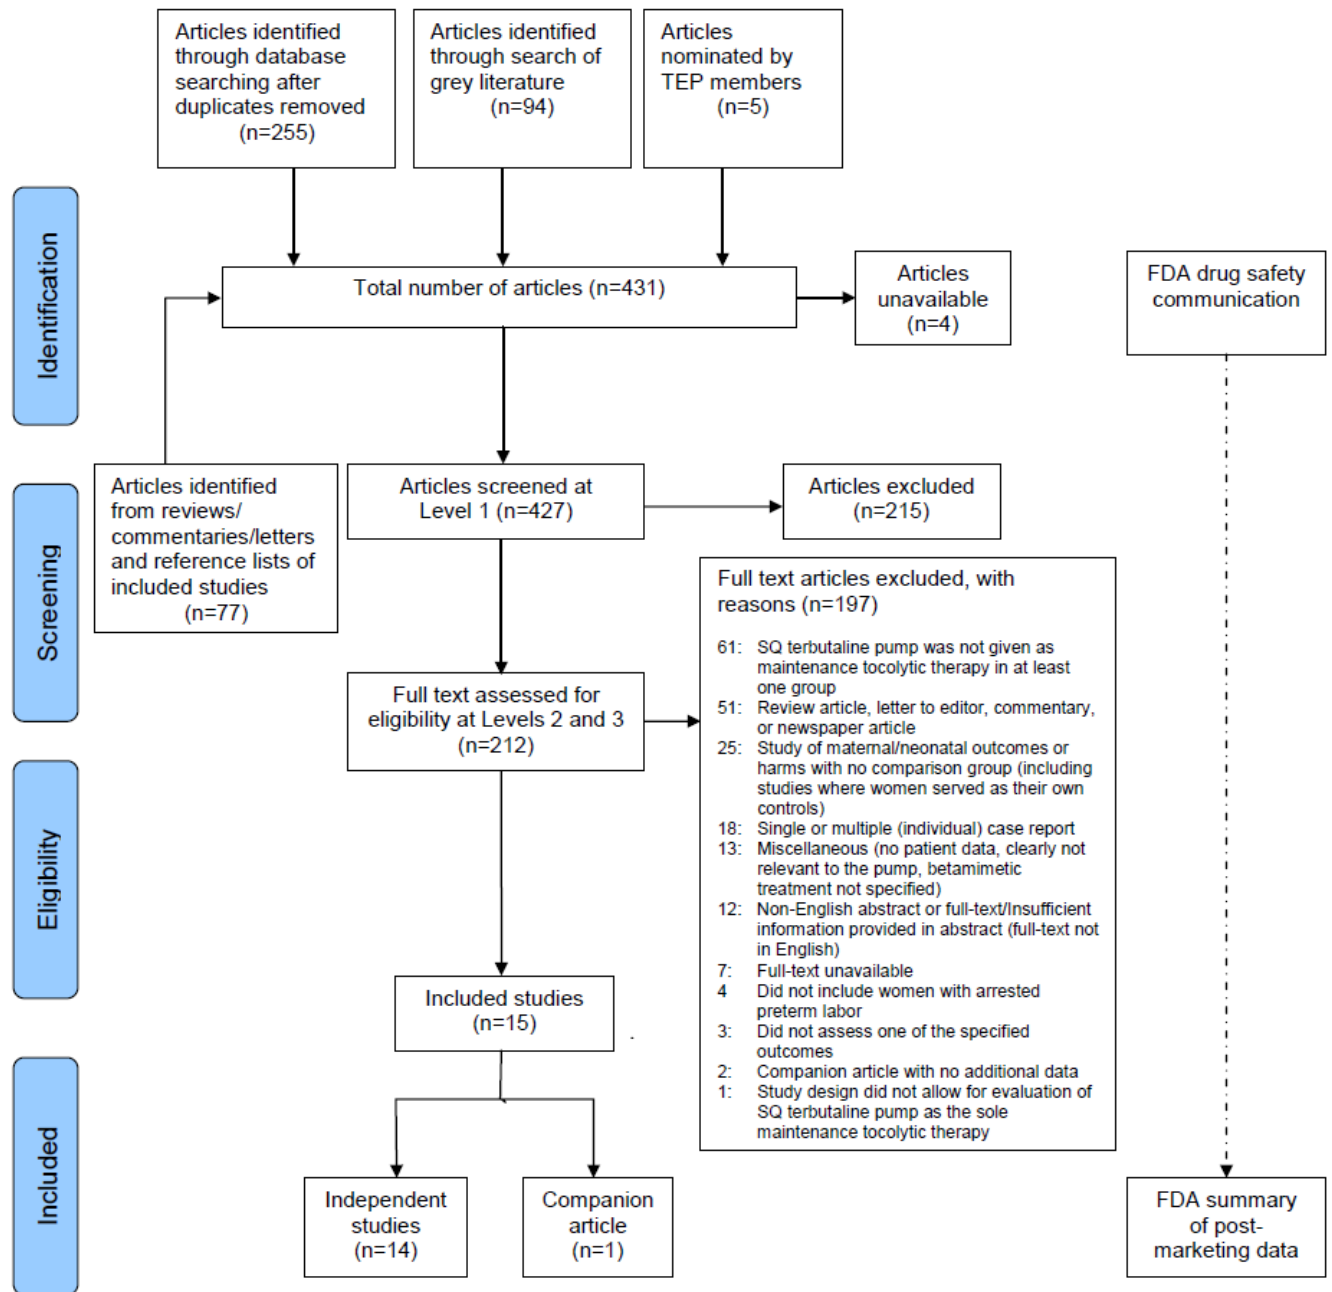 Articles identified
through database
searching after
duplicates removed
(n=255)
Articles identified
through search of
grey literature
(n=94)
Articles
nominated by
TEP members
(n=5)
Identification
Total number of articles (n=431)
Articles
unavailable
(n=4)
FDA drug safety
communication
Screening
Articles identified
from reviews/
commentaries/letters
and reference lists of
included studies
(n=77)
Articles screened at
Level 1 (n=427)
Articles excluded
(n=215)
Full text articles excluded, with
reasons (n=197)
61: SQ terbutaline pump was not given as
maintenance tocolytic therapy in at least
one group
51: Review article, letter to editor, commentary,
or newspaper article
25: Study of maternal/neonatal outcomes or
harms with no comparison group (including
studies where women served as their own
controls)
18: Single or multiple (individual) case report
13: Miscellaneous (no patient data, clearly not
relevant to the pump, betamimetic
treatment not specified)
12: Non-English abstract or full-text/Insufficient
information provided in abstract (full-text not
in English)
7: Full-text unavailable
4 Did not include women with arrested
preterm labor
3: Did not assess one of the specified
outcomes
2: Companion article with no additional data
1: Study design did not allow for evaluation of
SQ terbutaline pump as the sole
maintenance tocolytic therapy
Full text assessed for
eligibility at Levels 2 and 3
(n=212)
Eligibility
Included studies
(n=15)
Included
Independent
studies
(n=14)
Companion
article
(n=1)
FDA summary
of post-
marketing data